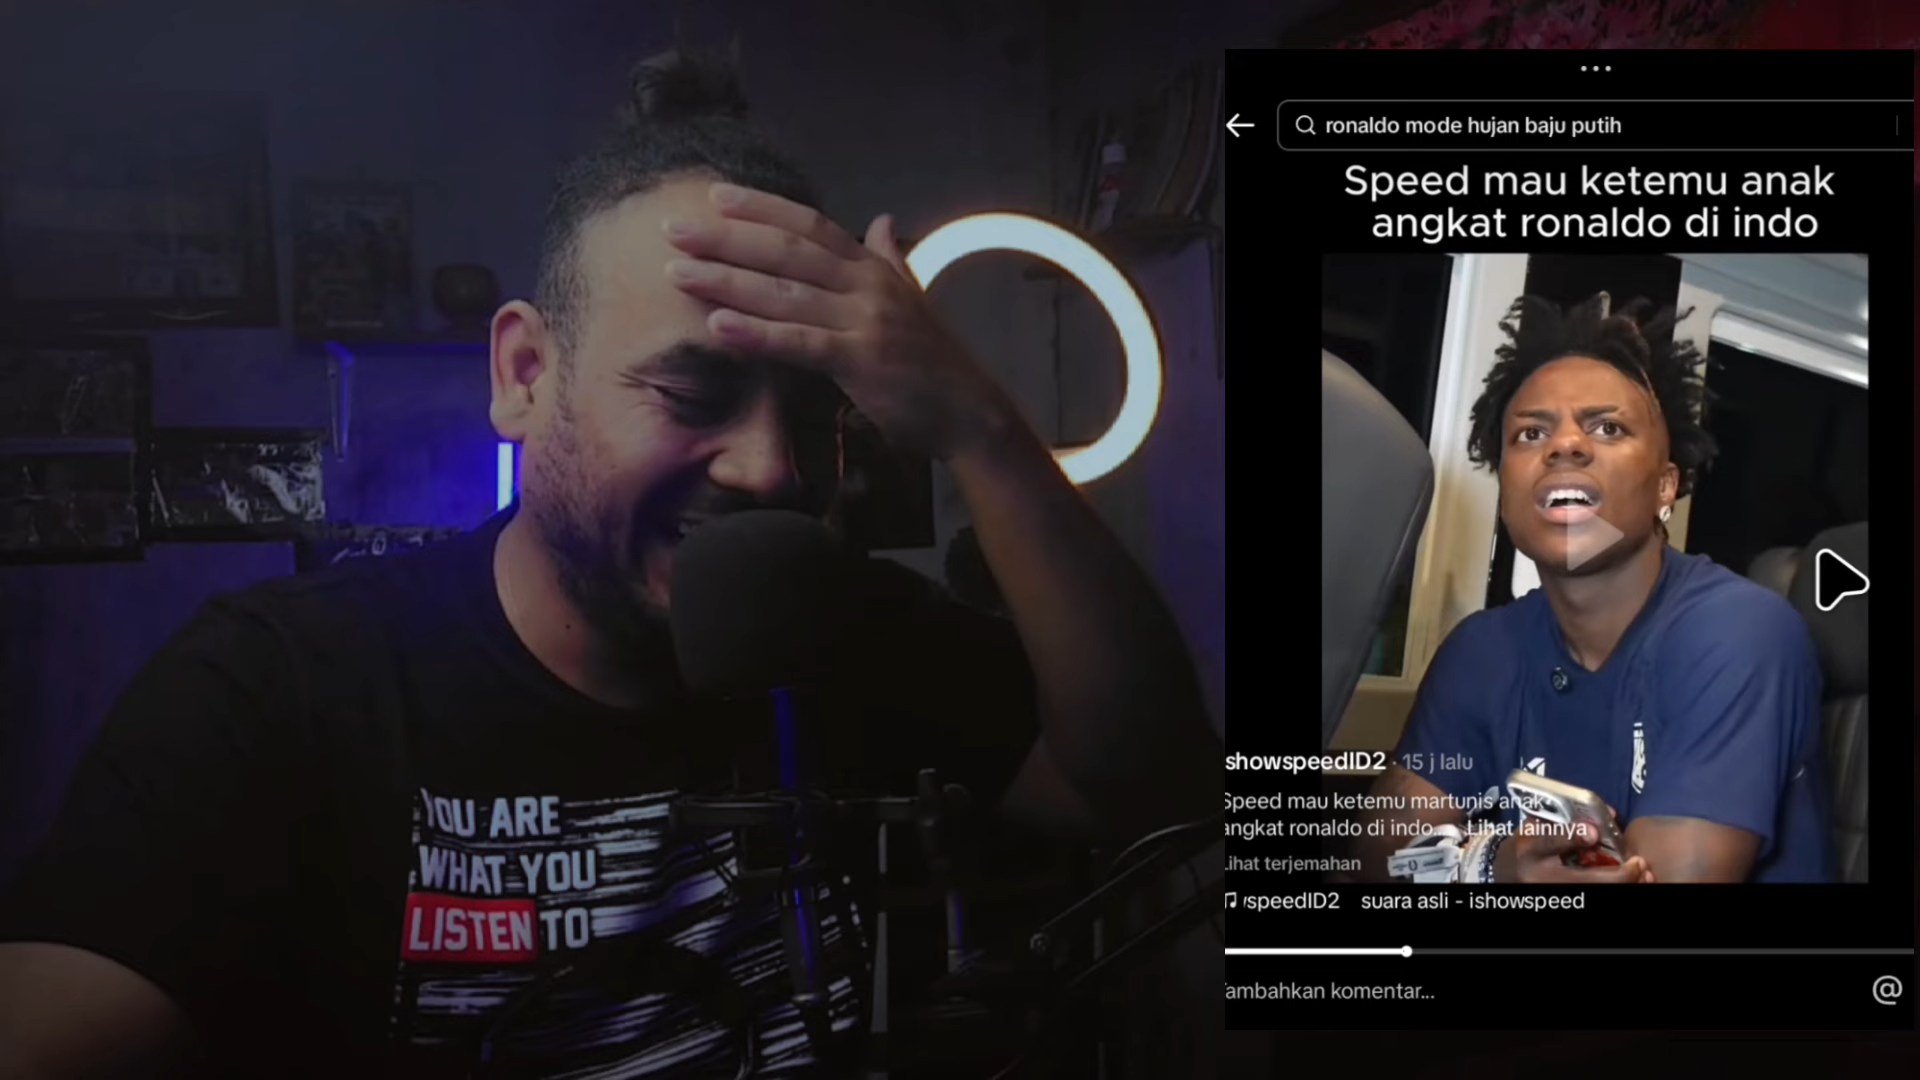 YOU ARE
WHAT YOU
LISTEN TO
ronaldo mode hujan baju putih
Speed mau ketemu anak
angkat ronaldo di indo
showspeedID2 · 15 j lalu
Speed mau ketemu martunis anak
angkat ronaldo di indo... Lihat lainnya
Lihat terjemahan
speedID2 suara asli - ishowspeed
Tambahkan komentar...
@